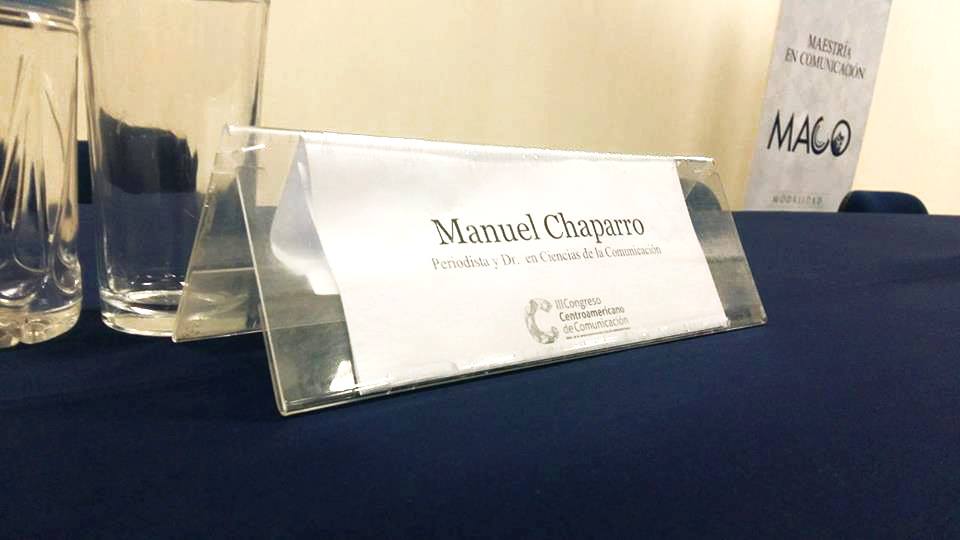 Manuel Chaparro
Periodista y Dr. en Ciencias de la Comunicación
III Congreso
Centroamericano
de Comunicación
MAESTRÍA
EN COMUNICACIÓN
MACO
MODALIDAD